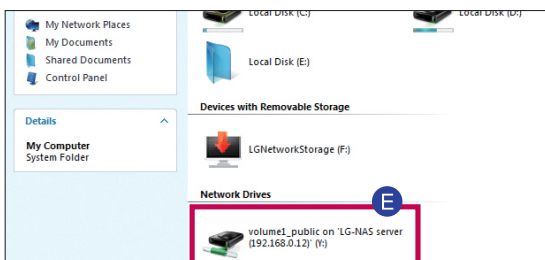 My Network Places
My Documents
Shared Documents
Control Panel
Details
My Computer
System Folder
Local Disk (C:)
Local Disk (D:)
Local Disk (E:)
Devices with Removable Storage
LGNetworkStorage (F:)
Network Drives
E
volume1_public on 'LG-NAS server
(192.168.0.12)' (Y:)